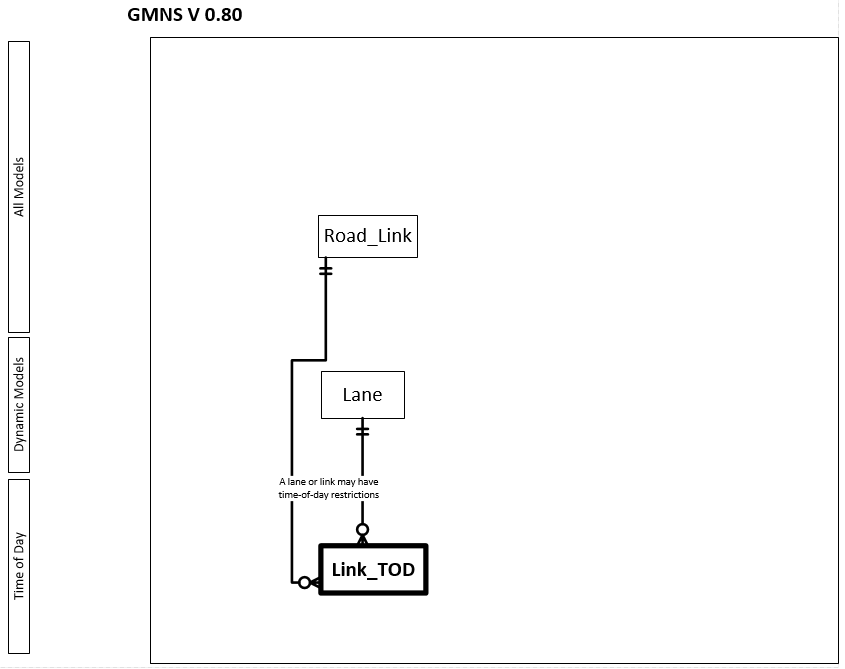 GMNS V 0.80
All Models
Road_Link
Dynamic Models
Lane
A lane or link may have
time-of-day restrictions
Time of Day
Link_TOD